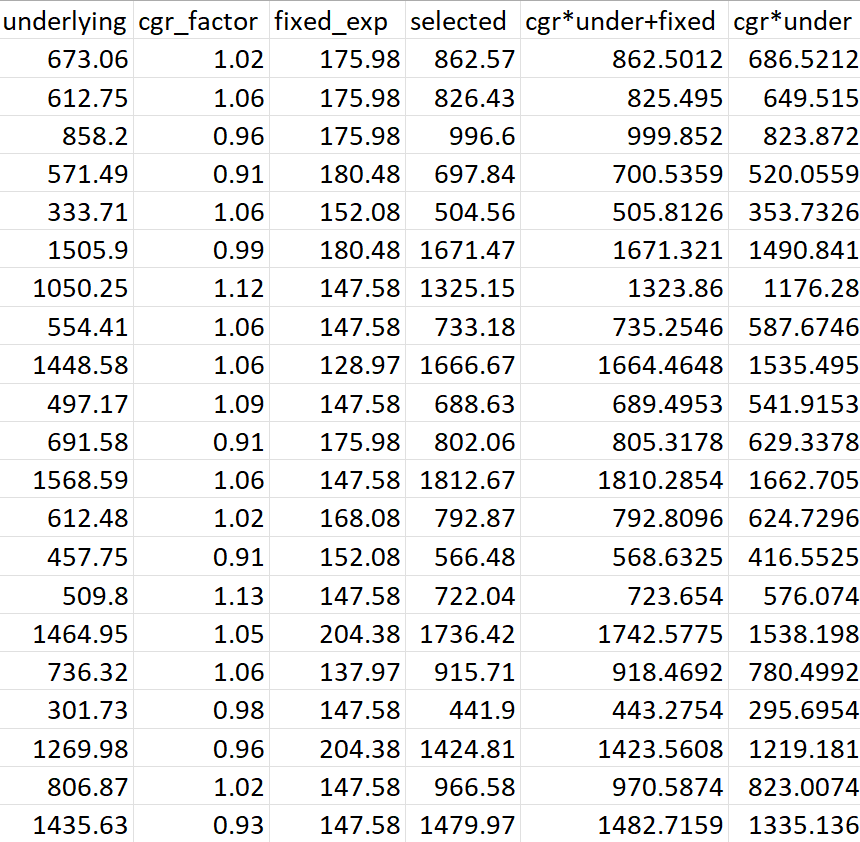 underlying cgr_factor fixed_exp selected cgr*under+fixed cgr*under
673.06 1.02 175.98 862.57 862.5012 686.5212
612.75 1.06 175.98 826.43 825.495 649.515
858.2 0.96 175.98 996.6 999.852 823.872
571.49 0.91 180.48 697.84 700.5359 520.0559
333.71 1.06 152.08 504.56 505.8126 353.7326
1505.9 0.99 180.48 1671.47 1671.321 1490.841
1050.25 1.12 147.58 1325.15 1323.86 1176.28
554.41 1.06 147.58 733.18 735.2546 587.6746
1448.58 1.06 128.97 1666.67 1664.4648 1535.495
497.17 1.09 147.58 688.63 689.4953 541.9153
691.58 0.91 175.98 802.06 805.3178 629.3378
1568.59 1.06 147.58 1812.67 1810.2854 1662.705
612.48 1.02 168.08 792.87 792.8096 624.7296
457.75 0.91 152.08 566.48 568.6325 416.5525
509.8 1.13 147.58 722.04 723.654 576.074
1464.95 1.05 204.38 1736.42 1742.5775 1538.198
736.32 1.06 137.97 915.71 918.4692 780.4992
301.73 0.98 147.58 441.9 443.2754 295.6954
1269.98 0.96 204.38 1424.81 1423.5608 1219.181
806.87 1.02 147.58 966.58 970.5874 823.0074
1435.63 0.93 147.58 1479.97 1482.7159 1335.136